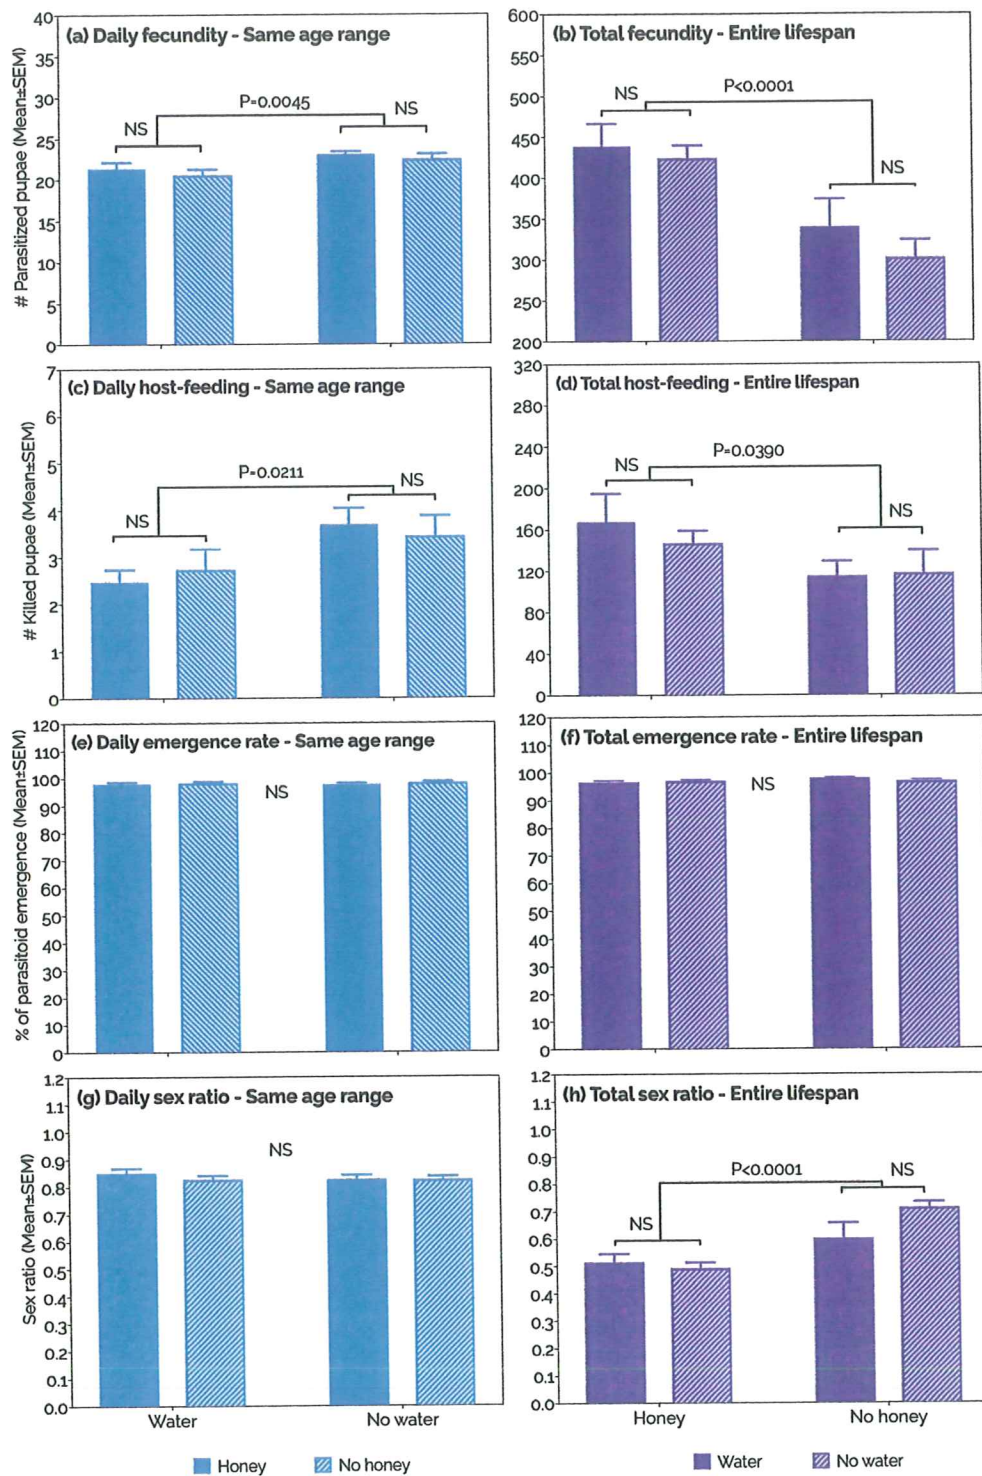 (a) Daily fecundity - Same age range
# Parasitized pupae (Mean±SEM)
40
35
30
25
20
15
10
5
0
NS
P=0.0045
NS
(b) Total fecundity - Entire lifespan
600
550
500
450
400
350
300
250
200
NS
P<0.0001
NS
(c) Daily host-feeding - Same age range
# Killed pupae (Mean±SEM)
7
6
5
4
3
2
1
0
NS
P=0.0211
NS
(d) Total host-feeding - Entire lifespan
320
280
240
200
160
120
80
40
0
NS
P=0.0390
NS
(e) Daily emergence rate - Same age range
% of parasitoid emergence (Mean±SEM)
120
110
100
90
80
70
60
50
40
30
20
10
0
NS
(f) Total emergence rate - Entire lifespan
120
110
100
90
80
70
60
50
40
30
20
10
0
NS
(g) Daily sex ratio - Same age range
Sex ratio (Mean±SEM)
1.2
1.1
1.0
0.9
0.8
0.7
0.6
0.5
0.4
0.3
0.2
0.1
0.0
NS
Water
No water
(h) Total sex ratio - Entire lifespan
1.2
1.1
1.0
0.9
0.8
0.7
0.6
0.5
0.4
0.3
0.2
0.1
0.0
NS
P<0.0001
NS
Honey
No honey
Honey
No honey
Water
No water